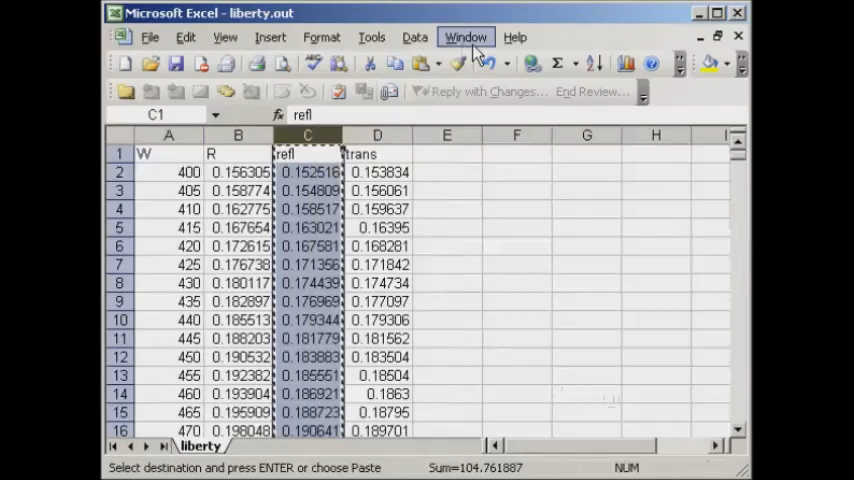 Microsoft Excel - liberty.out
File Edit View Insert Format Tools Data Window Help
Reply with Changes... End Review...
C1 fx refl
A B C D E F G H I
1 W R refl trans
2 400 0.156305 0.152516 0.153834
3 405 0.158774 0.154809 0.156061
4 410 0.162775 0.158517 0.159637
5 415 0.167654 0.163021 0.16395
6 420 0.172615 0.167581 0.168281
7 425 0.176738 0.171356 0.171842
8 430 0.180117 0.174439 0.174734
9 435 0.182897 0.176969 0.177097
10 440 0.185513 0.179344 0.179306
11 445 0.188203 0.181779 0.181562
12 450 0.190532 0.183883 0.183504
13 455 0.192382 0.185551 0.18504
14 460 0.193904 0.186921 0.1863
15 465 0.195909 0.188723 0.18795
16 470 0.198048 0.190641 0.189701
liberty
Select destination and press ENTER or choose Paste Sum=104.761887 NUM